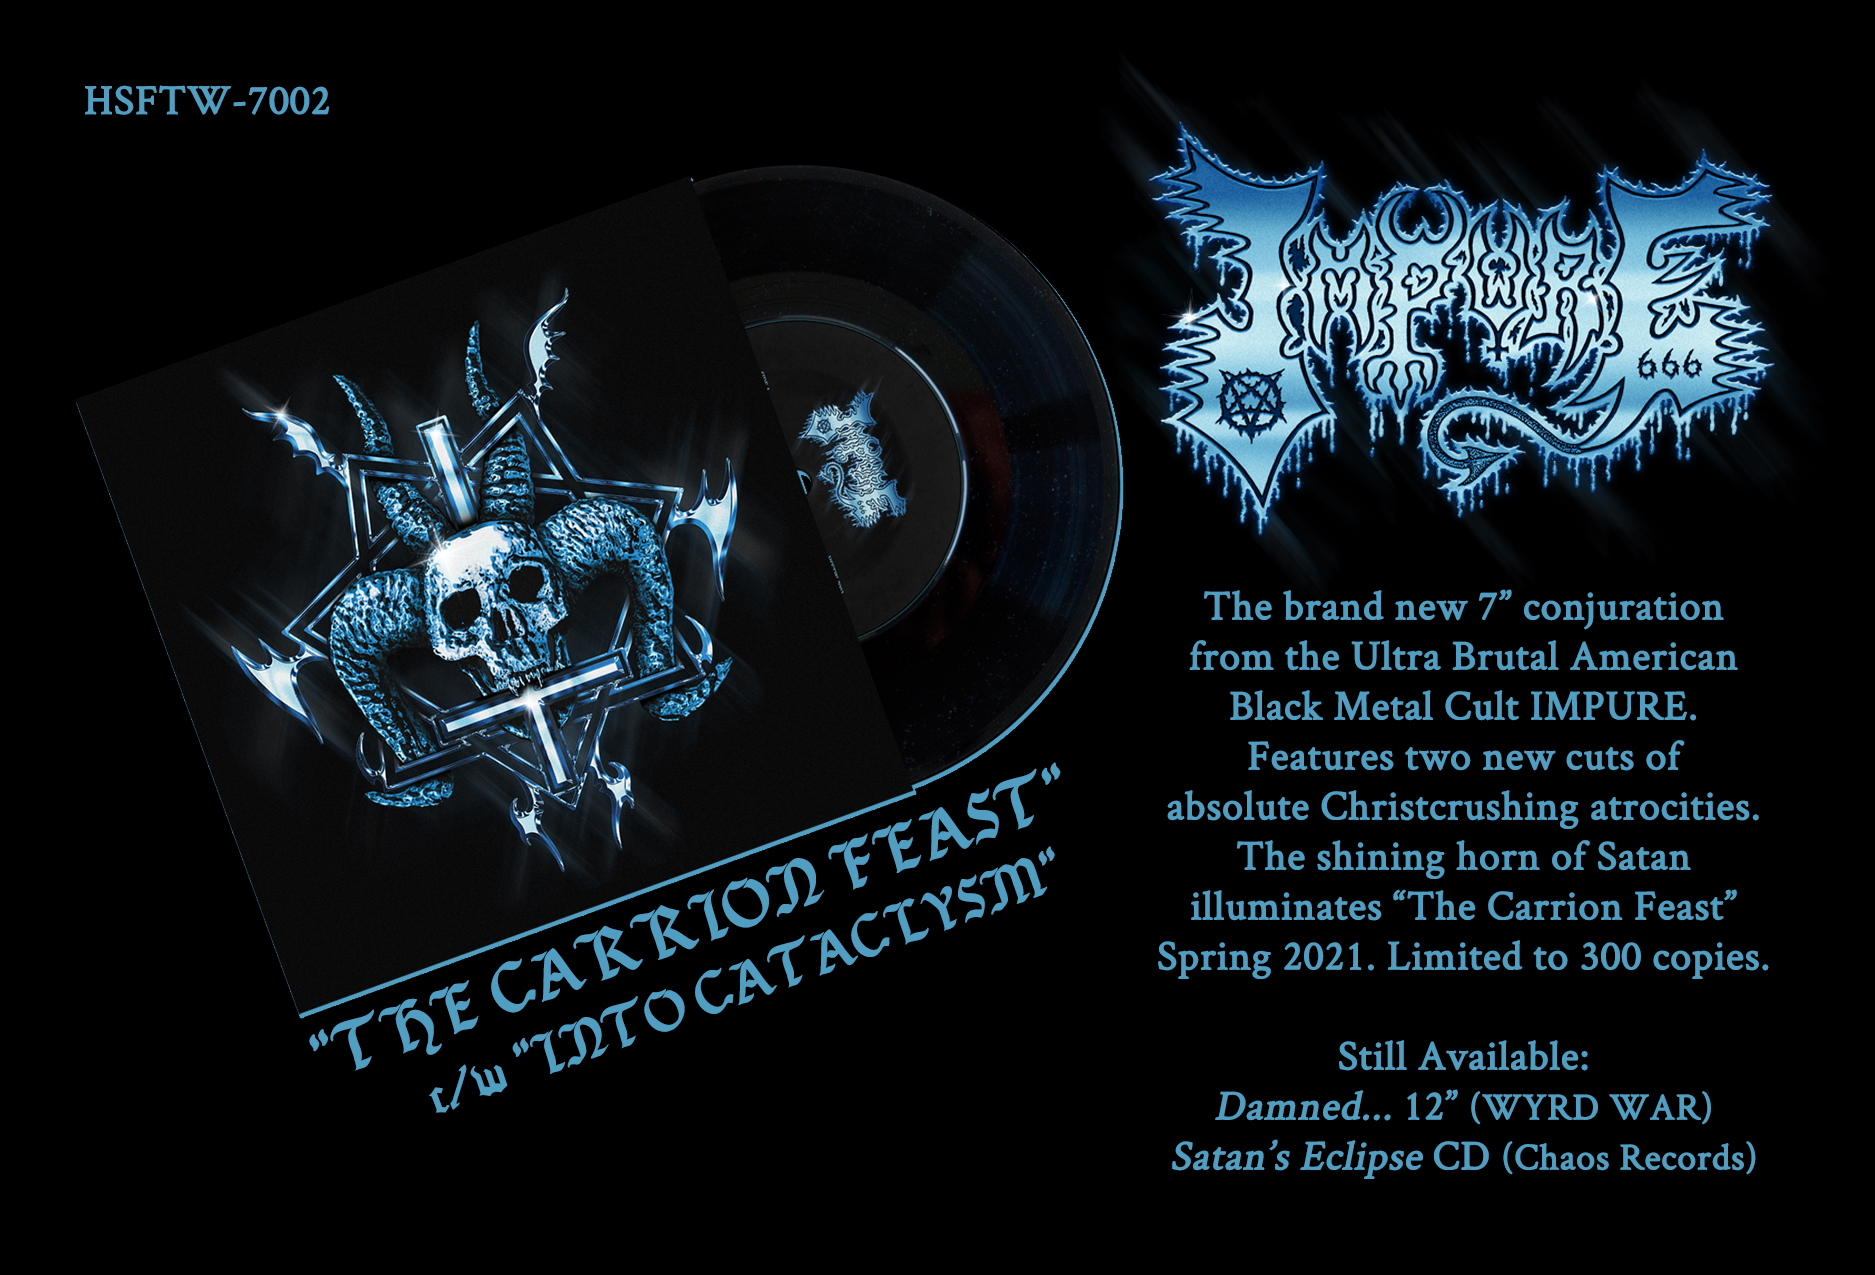 HSFTW-7002
IMPURE
666
The brand new 7” conjuration
from the Ultra Brutal American
Black Metal Cult IMPURE.
Features two new cuts of
absolute Christcrushing atrocities.
The shining horn of Satan
illuminates “The Carrion Feast”
Spring 2021. Limited to 300 copies.
Still Available:
Damned... 12” (WYRD WAR)
Satan’s Eclipse CD (Chaos Records)
"THE CARRION FEAST"
c/w "INTO CATACLYSM"